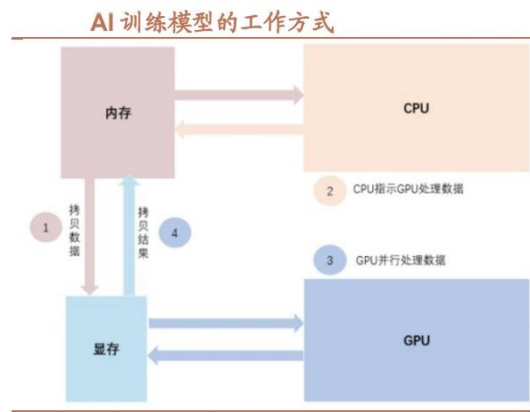 AI 训练模型的工作方式
内存
CPU
2 CPU指示GPU处理数据
1 拷贝数据
拷贝结果 4
3 GPU并行处理数据
显存
GPU